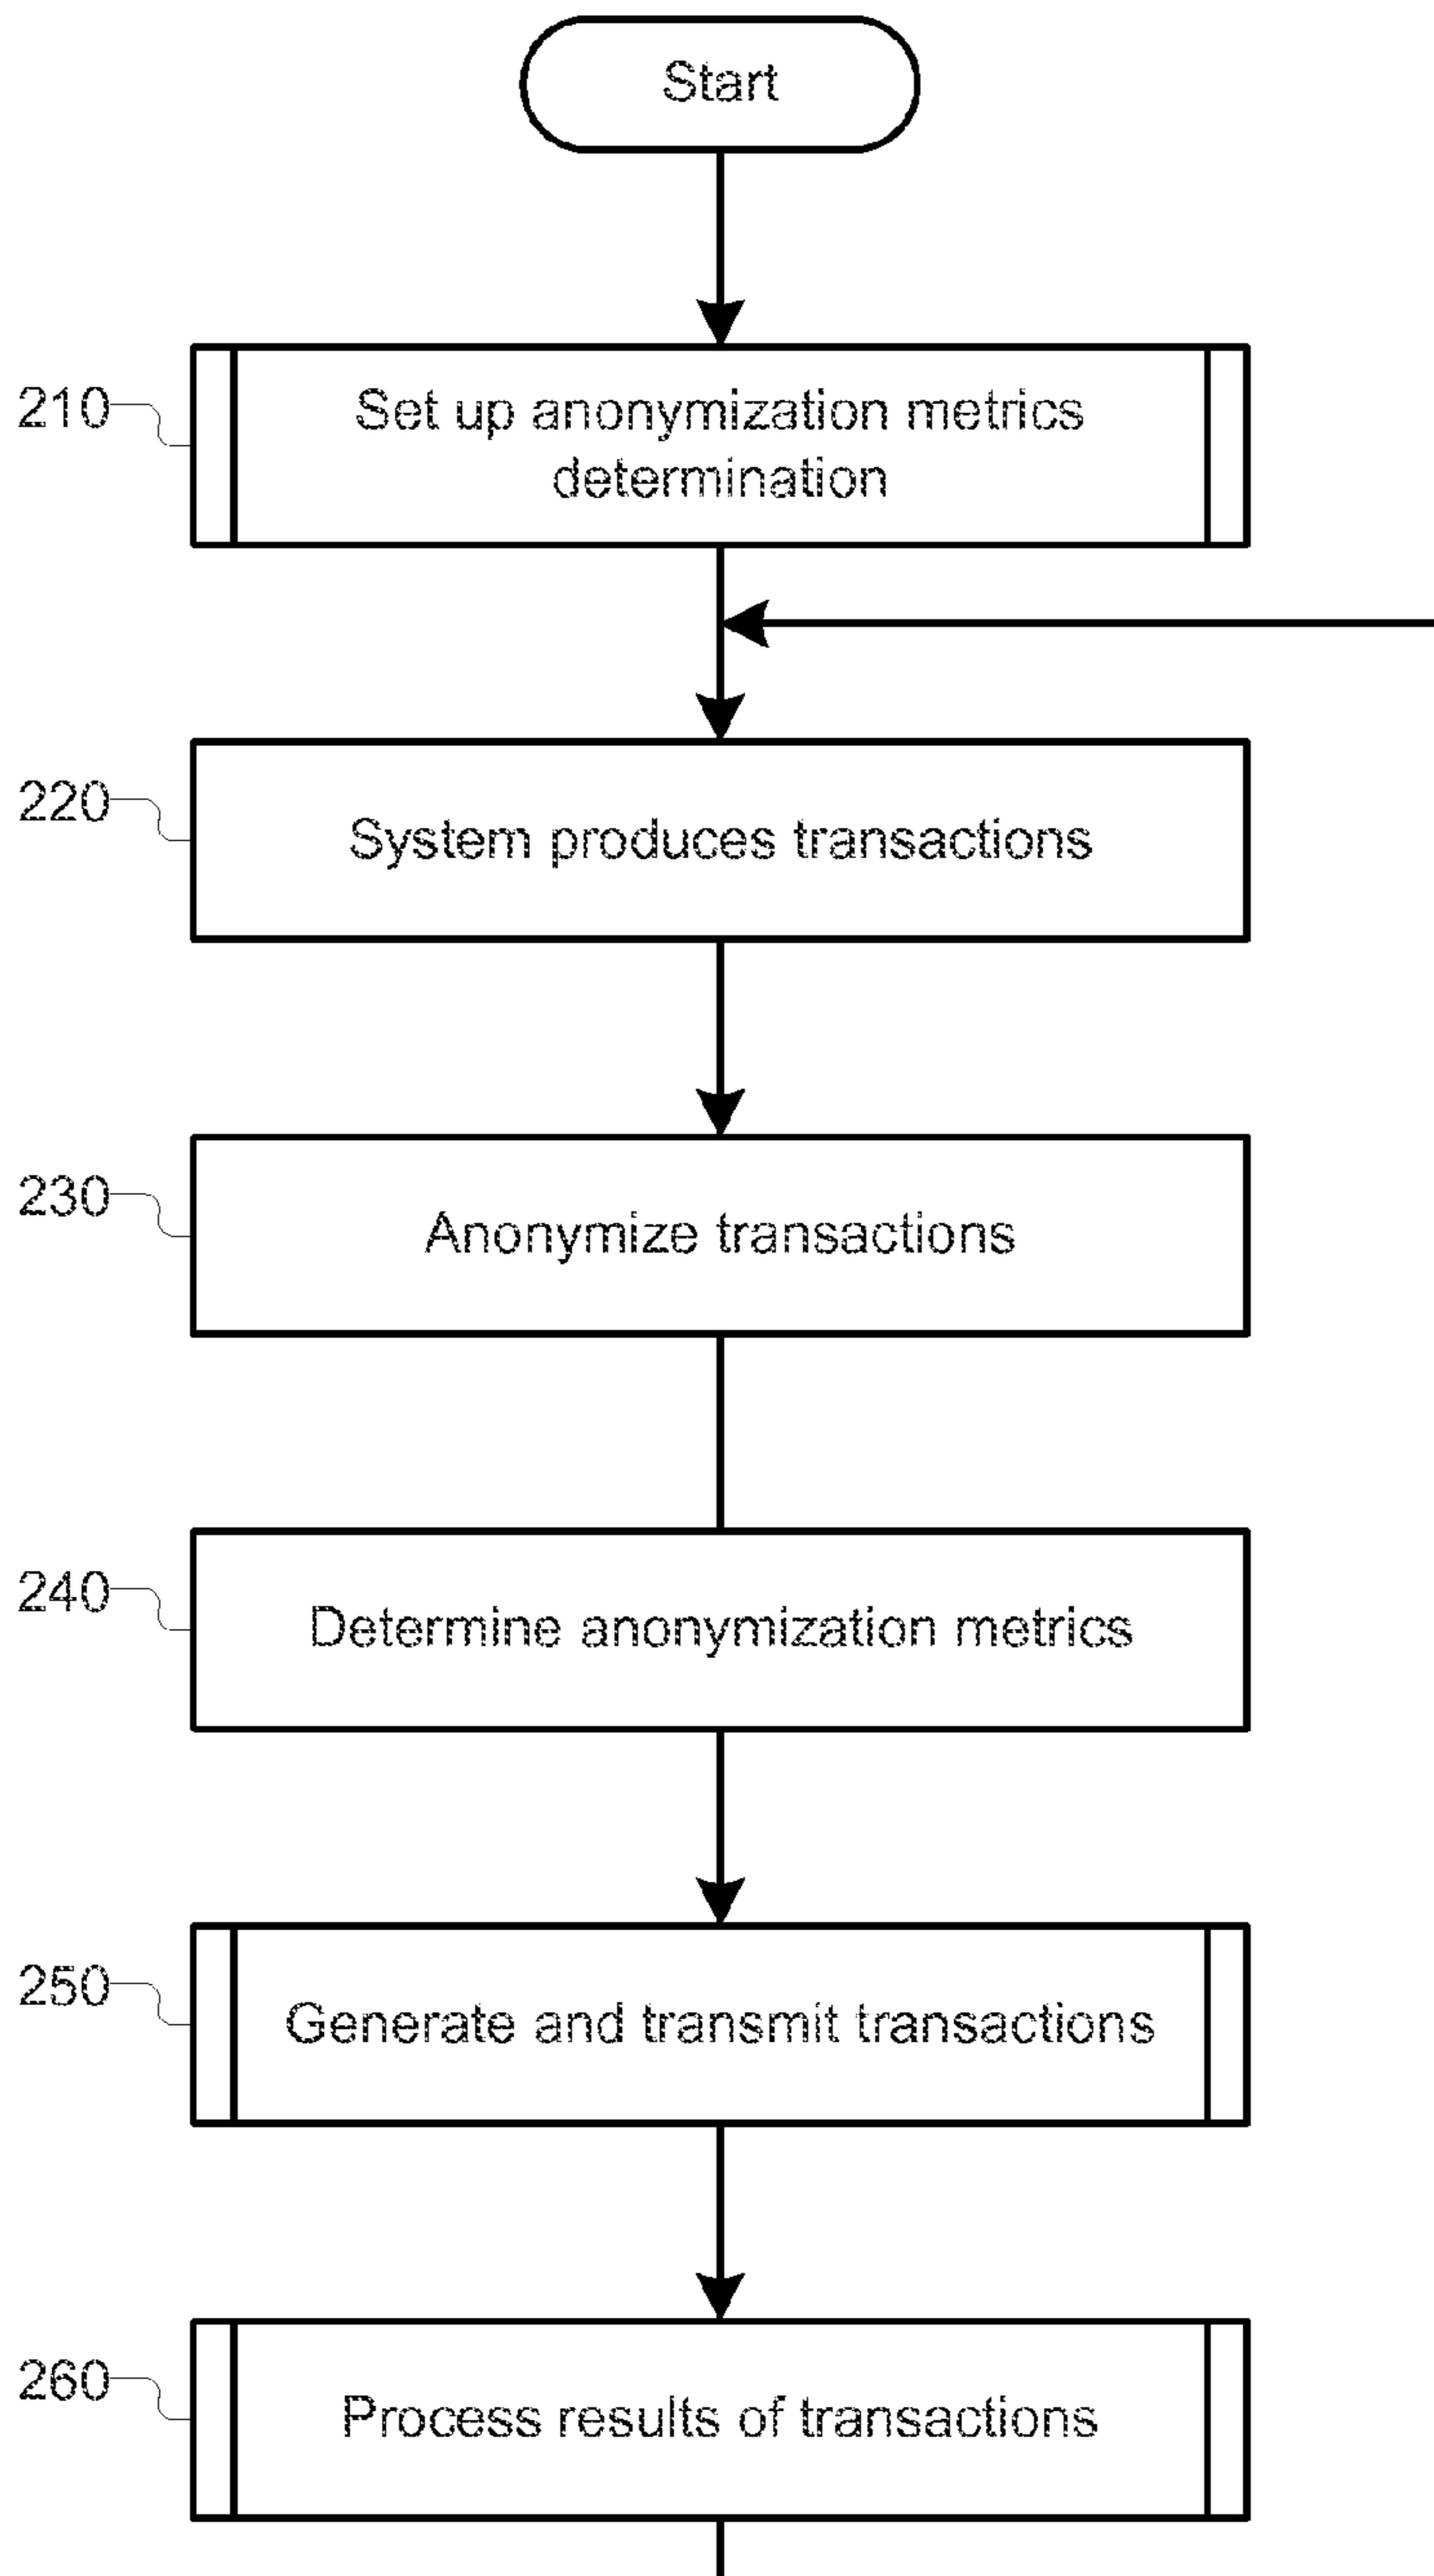 Start
210
Set up anonymization metrics
determination
220
System produces transactions
230
Anonymize transactions
240
Determine anonymization metrics
250
Generate and transmit transactions
260
Process results of transactions